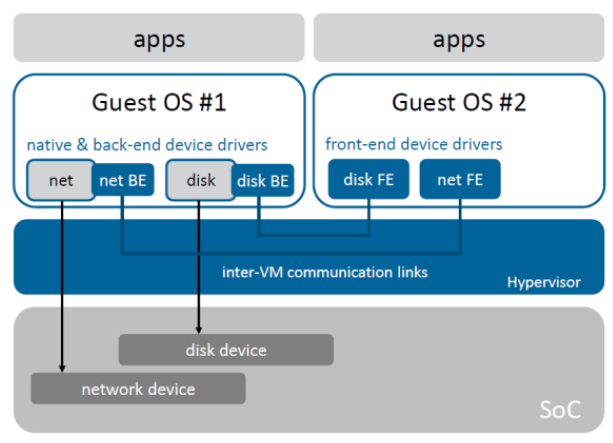 apps
apps
Guest OS #1
Guest OS #2
native & back-end device drivers
front-end device drivers
net
net BE
disk
disk BE
disk FE
net FE
inter-VM communication links
Hypervisor
disk device
network device
SoC